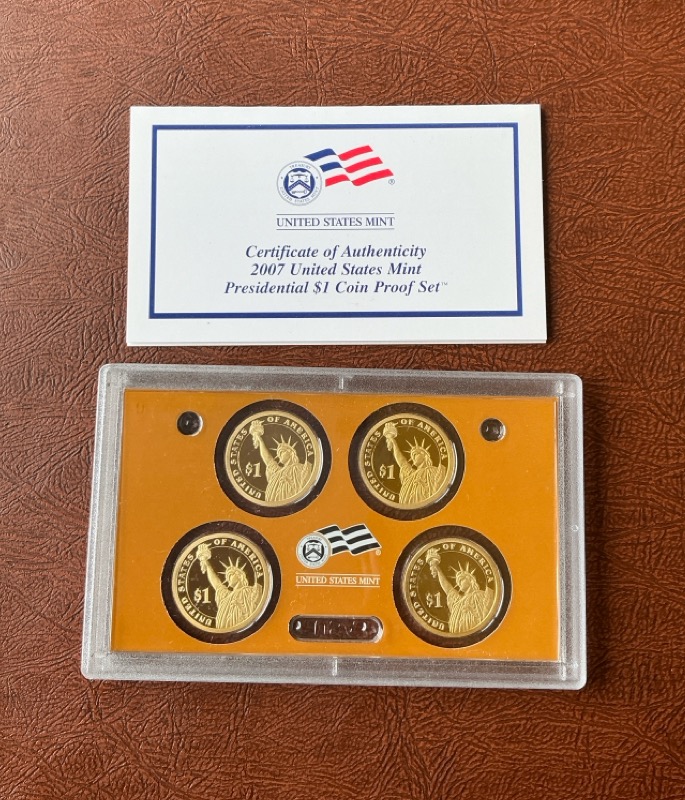 UNITED STATES MINT
Certificate of Authenticity
2007 United States Mint
Presidential $1 Coin Proof Set™
UNITED STATES OF AMERICA
$1
UNITED STATES OF AMERICA
$1
UNITED STATES MINT
UNITED STATES OF AMERICA
$1
UNITED STATES OF AMERICA
$1